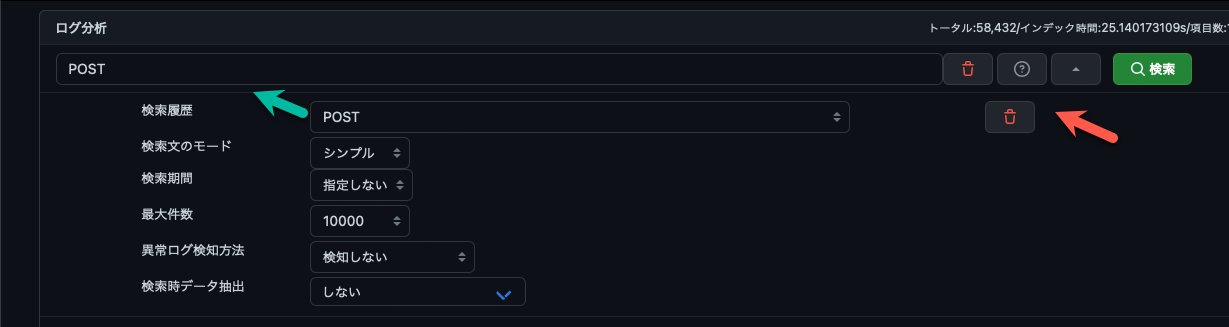 ログ分析
トータル:58,432/インデック時間:25.140173109s/項目数:
POST
検索
検索履歴
POST
検索文のモード
シンプル
検索期間
指定しない
最大件数
10000
異常ログ検知方法
検知しない
検索時データ抽出
しない